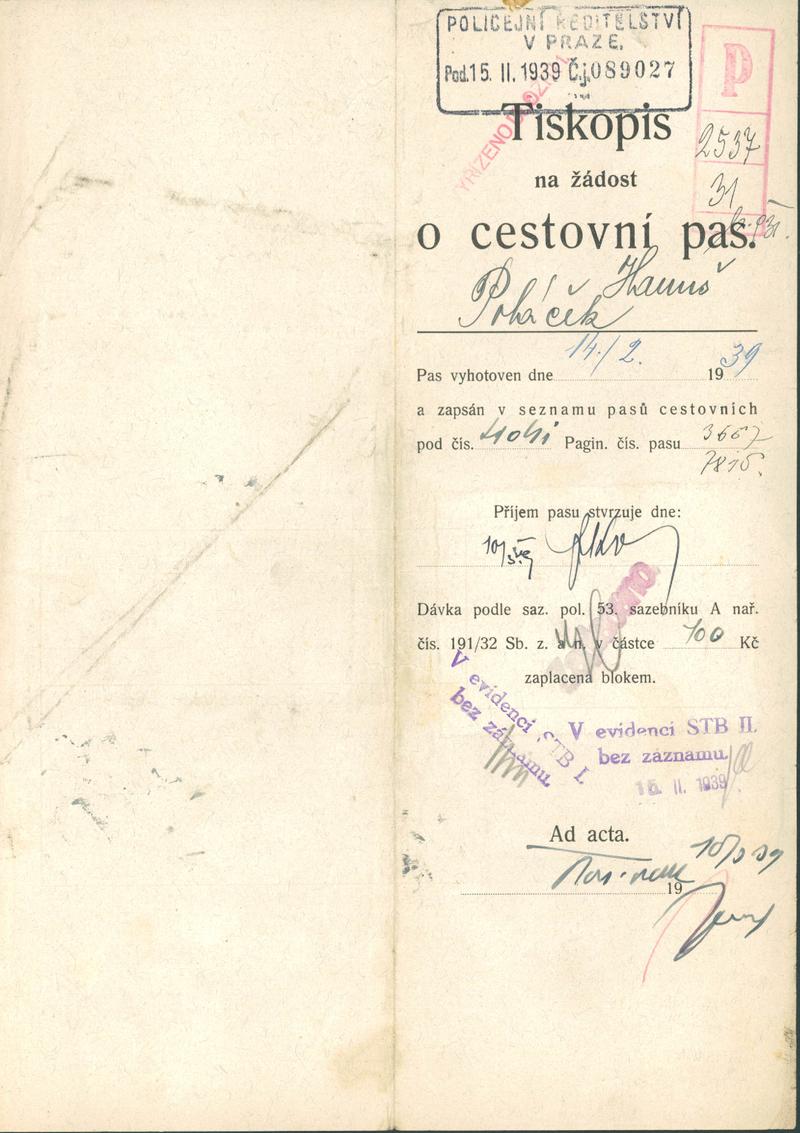 POLICEJNÍ ŘEDITELSTVÍ
V PRAZE,
Pod. 15. II. 1939 Č.j. 089027
P
2537
31
Tiskopis
na žádost
o cestovní pas.
Poláček Hanuš
Pas vyhotoven dne 14./2. 1939
a zapsán v seznamu pasů cestovních
pod čís. Pagin. čís. pasu 3667
7815.
Příjem pasu stvrzuje dne:
Dávka podle saz. pol. 53, sazebníku A nař.
čís. 191/32 Sb. z. a n. v částce 100 Kč
zaplacena blokem.
V evidenci STB I.
bez záznamu.
V evidenci STB II.
bez záznamu
15. II. 1939
Ad acta.
19